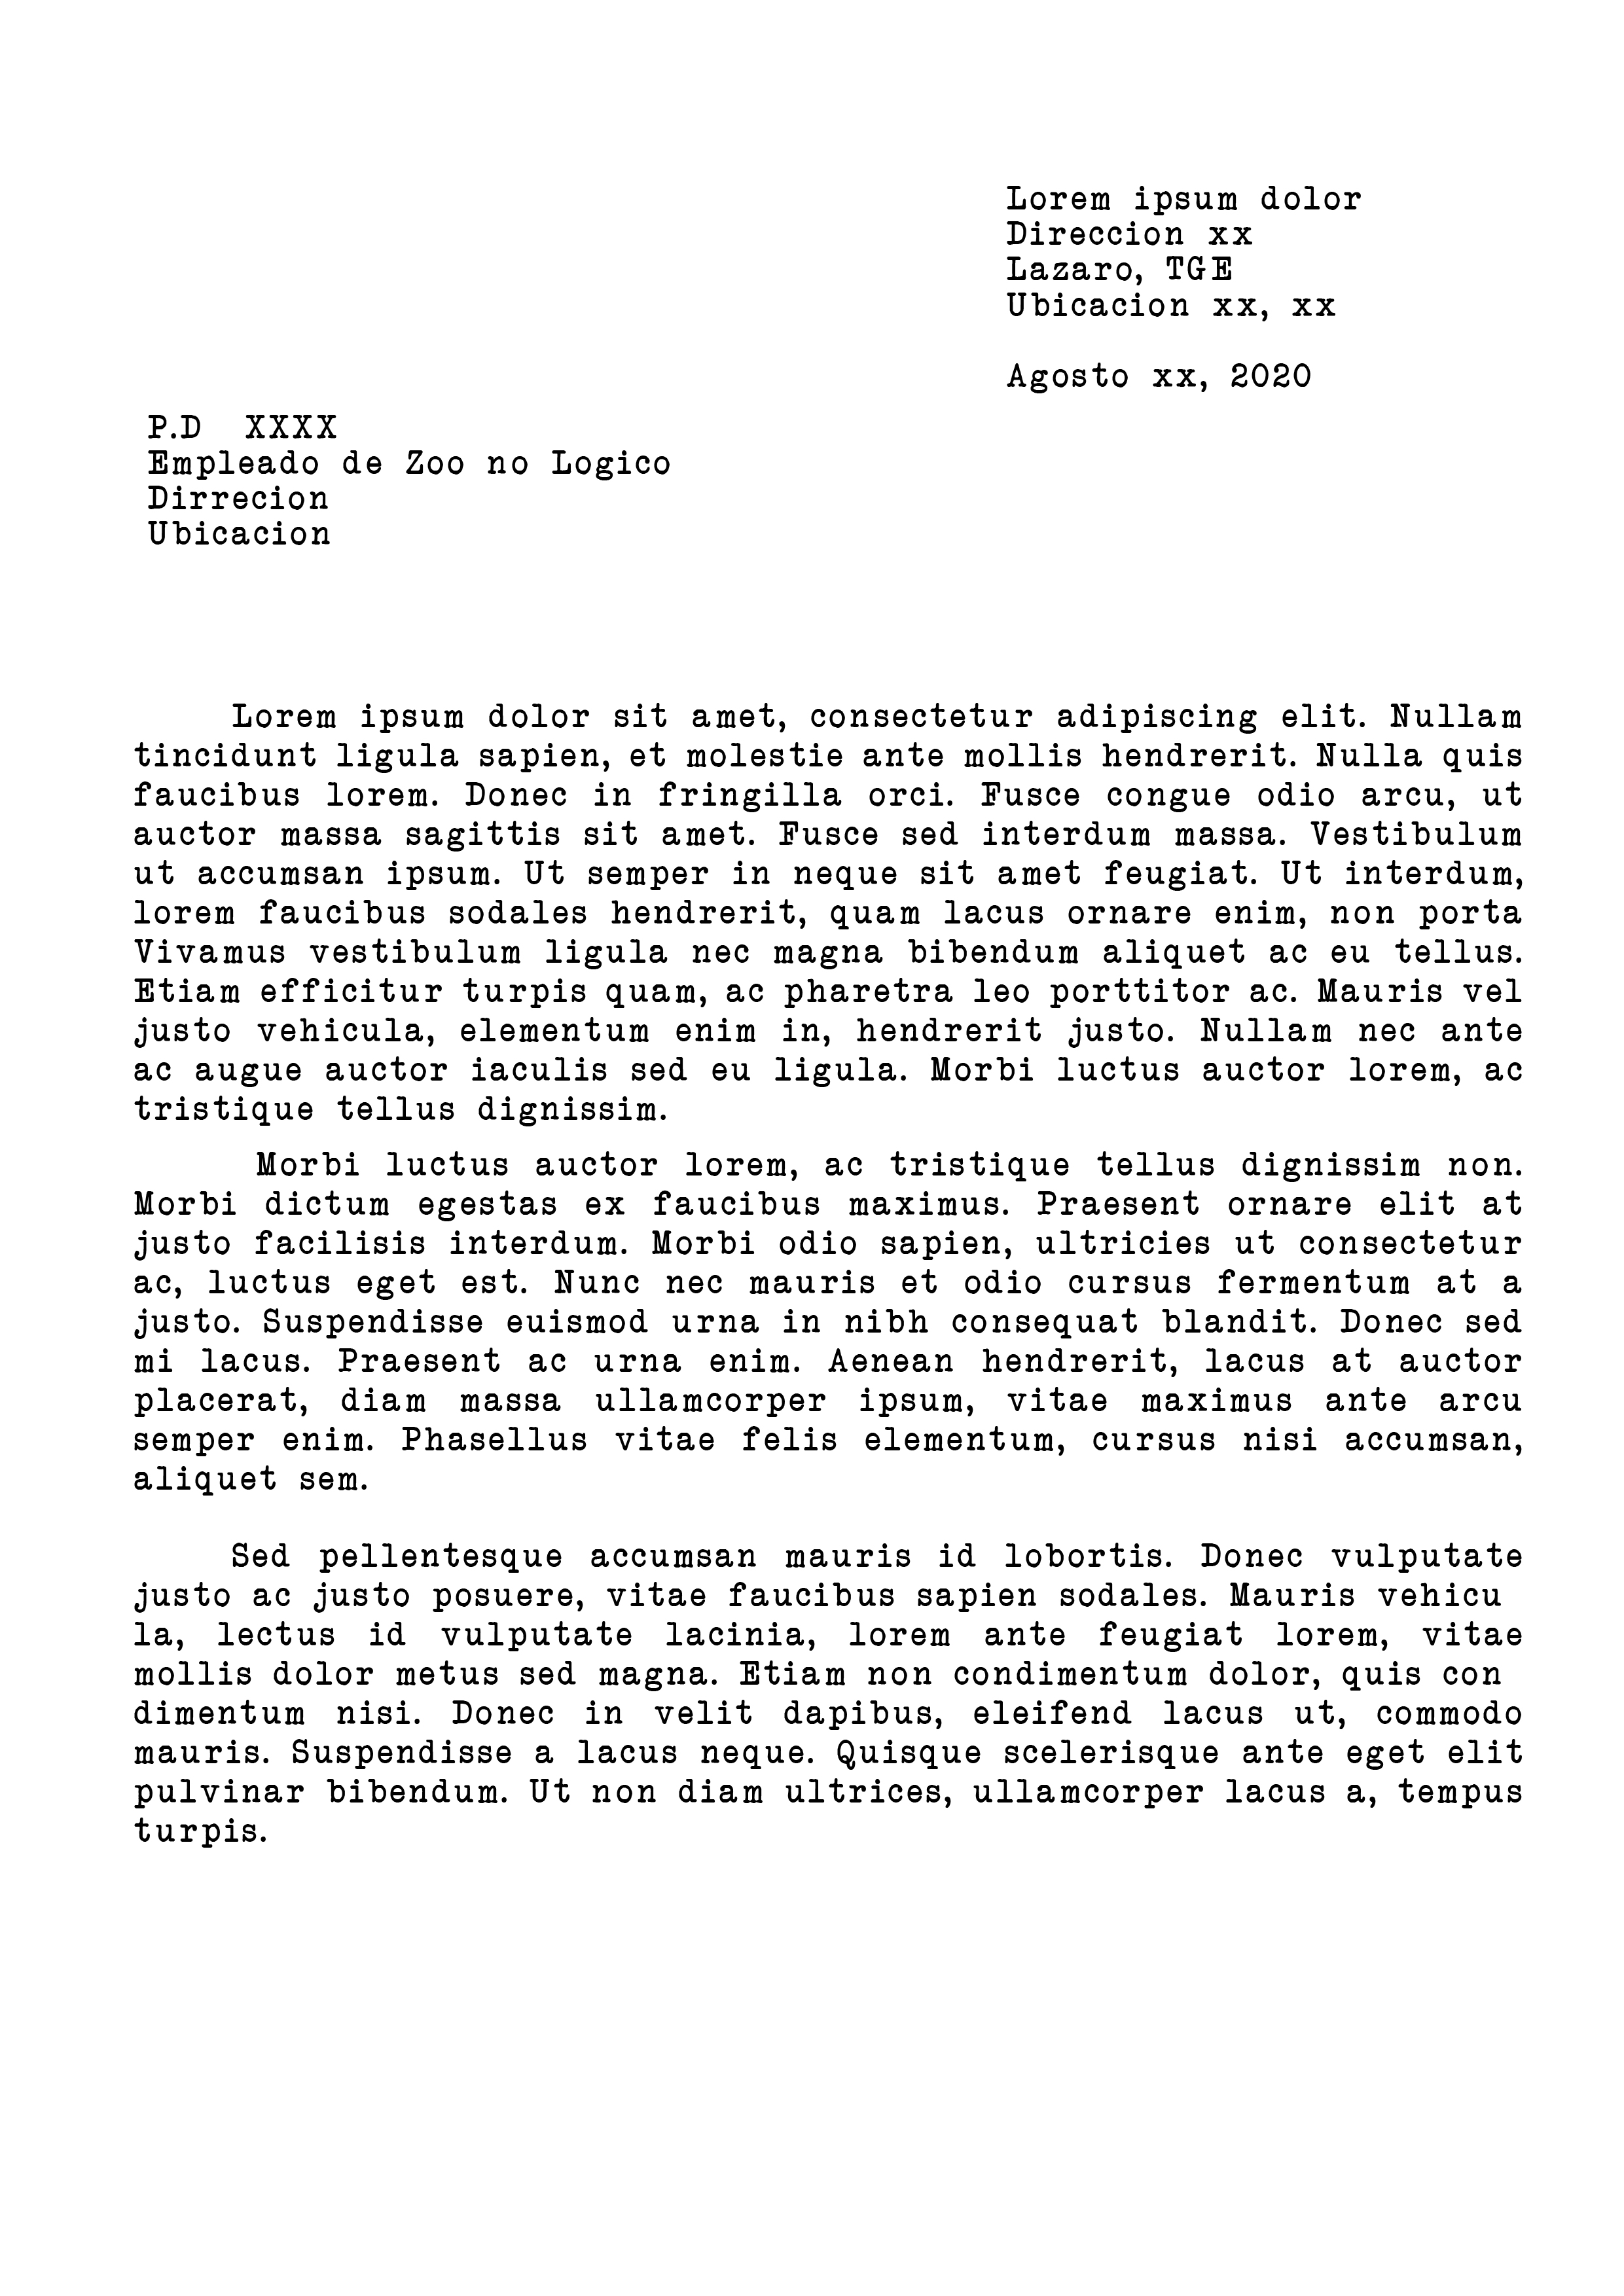 Lorem ipsum dolor
Direccion xx
Lazaro, TGE
Ubicacion xx, xx
Agosto xx, 2020
P.D  XXXX
Empleado de Zoo no Logico
Dirrecion
Ubicacion
Lorem ipsum dolor sit amet, consectetur adipiscing elit. Nullam
tincidunt ligula sapien, et molestie ante mollis hendrerit. Nulla quis
faucibus lorem. Donec in fringilla orci. Fusce congue odio arcu, ut
auctor massa sagittis sit amet. Fusce sed interdum massa. Vestibulum
ut accumsan ipsum. Ut semper in neque sit amet feugiat. Ut interdum,
lorem faucibus sodales hendrerit, quam lacus ornare enim, non porta
Vivamus vestibulum ligula nec magna bibendum aliquet ac eu tellus.
Etiam efficitur turpis quam, ac pharetra leo porttitor ac. Mauris vel
justo vehicula, elementum enim in, hendrerit justo. Nullam nec ante
ac augue auctor iaculis sed eu ligula. Morbi luctus auctor lorem, ac
tristique tellus dignissim.
Morbi luctus auctor lorem, ac tristique tellus dignissim non.
Morbi dictum egestas ex faucibus maximus. Praesent ornare elit at
justo facilisis interdum. Morbi odio sapien, ultricies ut consectetur
ac, luctus eget est. Nunc nec mauris et odio cursus fermentum at a
justo. Suspendisse euismod urna in nibh consequat blandit. Donec sed
mi lacus. Praesent ac urna enim. Aenean hendrerit, lacus at auctor
placerat, diam massa ullamcorper ipsum, vitae maximus ante arcu
semper enim. Phasellus vitae felis elementum, cursus nisi accumsan,
aliquet sem.
Sed pellentesque accumsan mauris id lobortis. Donec vulputate
justo ac justo posuere, vitae faucibus sapien sodales. Mauris vehicu
la, lectus id vulputate lacinia, lorem ante feugiat lorem, vitae
mollis dolor metus sed magna. Etiam non condimentum dolor, quis con
dimentum nisi. Donec in velit dapibus, eleifend lacus ut, commodo
mauris. Suspendisse a lacus neque. Quisque scelerisque ante eget elit
pulvinar bibendum. Ut non diam ultrices, ullamcorper lacus a, tempus
turpis.